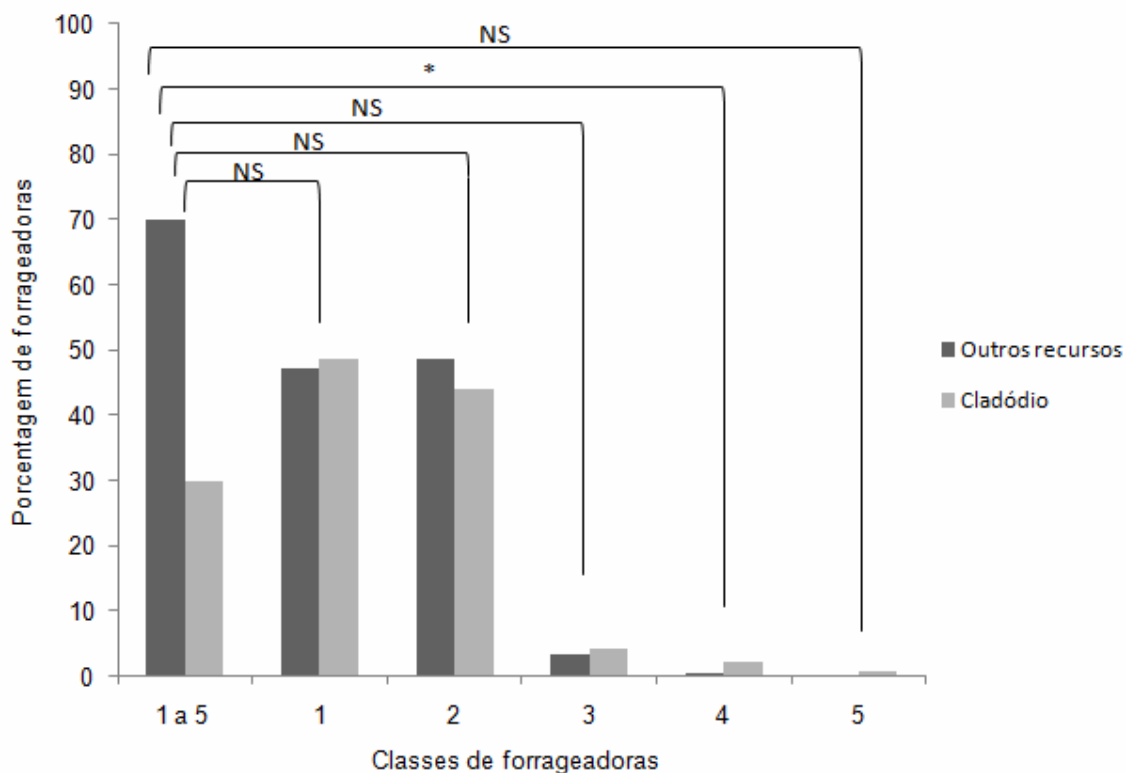 100
90
80
70
60
50
40
30
20
10
0
Porcentagem de forrageadoras
NS
*
NS
NS
NS
Outros recursos
Cladódio
1 a 5 1 2 3 4 5
Classes de forrageadoras